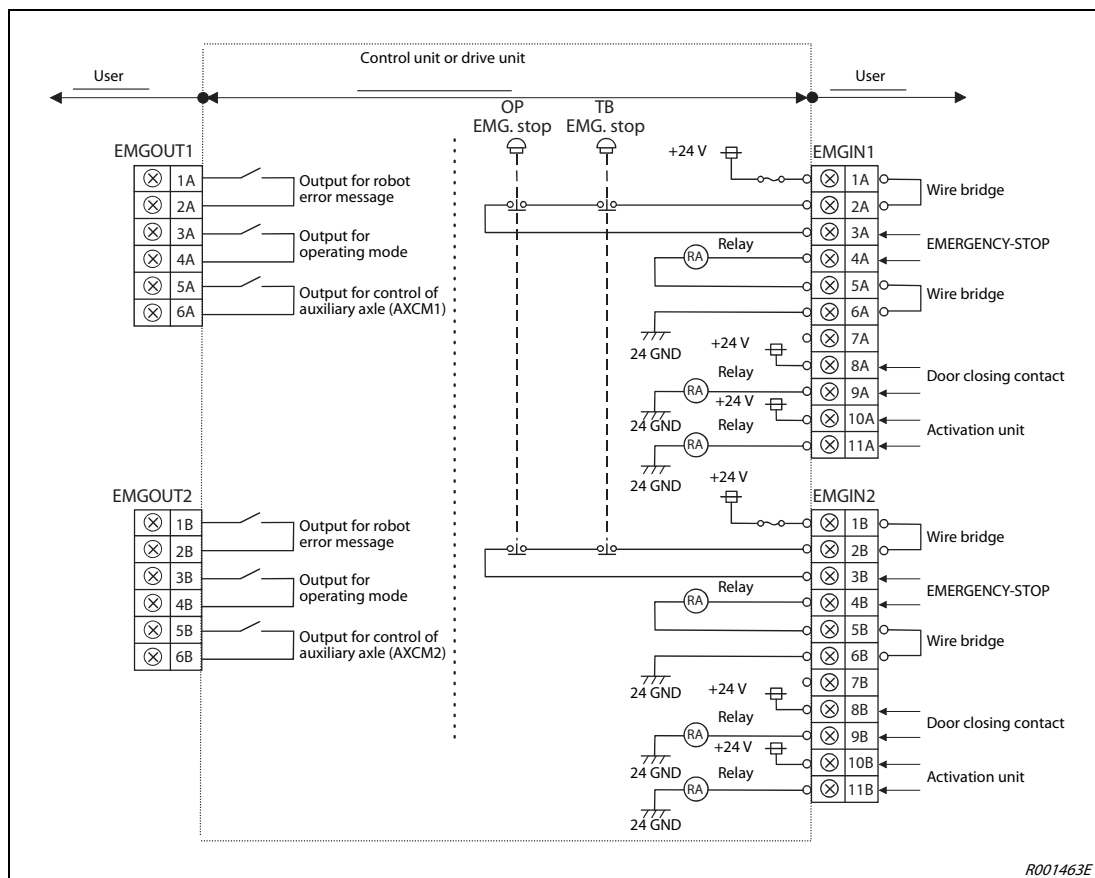 Control unit or drive unit
User
User
OP
EMG. stop
TB
EMG. stop
EMGOUT1
1A
2A
3A
4A
5A
6A
Output for robot
error message
Output for
operating mode
Output for control of
auxiliary axle (AXCM1)
+24 V
EMGIN1
1A
2A
3A
4A
5A
6A
7A
8A
9A
10A
11A
Wire bridge
EMERGENCY-STOP
Wire bridge
Door closing contact
Activation unit
Relay
RA
24 GND
+24 V
Relay
RA
24 GND
+24 V
Relay
RA
24 GND
EMGOUT2
1B
2B
3B
4B
5B
6B
Output for robot
error message
Output for
operating mode
Output for control of
auxiliary axle (AXCM2)
+24 V
EMGIN2
1B
2B
3B
4B
5B
6B
7B
8B
9B
10B
11B
Wire bridge
EMERGENCY-STOP
Wire bridge
Door closing contact
Activation unit
Relay
RA
24 GND
+24 V
Relay
RA
24 GND
+24 V
Relay
RA
24 GND
R001463E